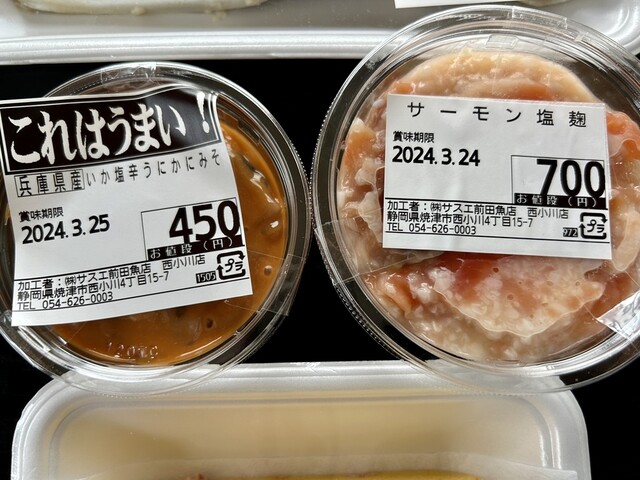 これはうまい!!
兵庫県産いか塩辛うにかにみそ
賞味期限
2024.3.25
450
お値段(円)
加工者:㈱サスエ前田魚店 西小川店
静岡県焼津市西小川4丁目15-7
TEL 054-626-0003
プラ
サーモン塩麹
賞味期限
2024.3.24
700
お値段(円)
加工者:㈱サスエ前田魚店 西小川店
静岡県焼津市西小川4丁目15-7
TEL 054-626-0003
プラ